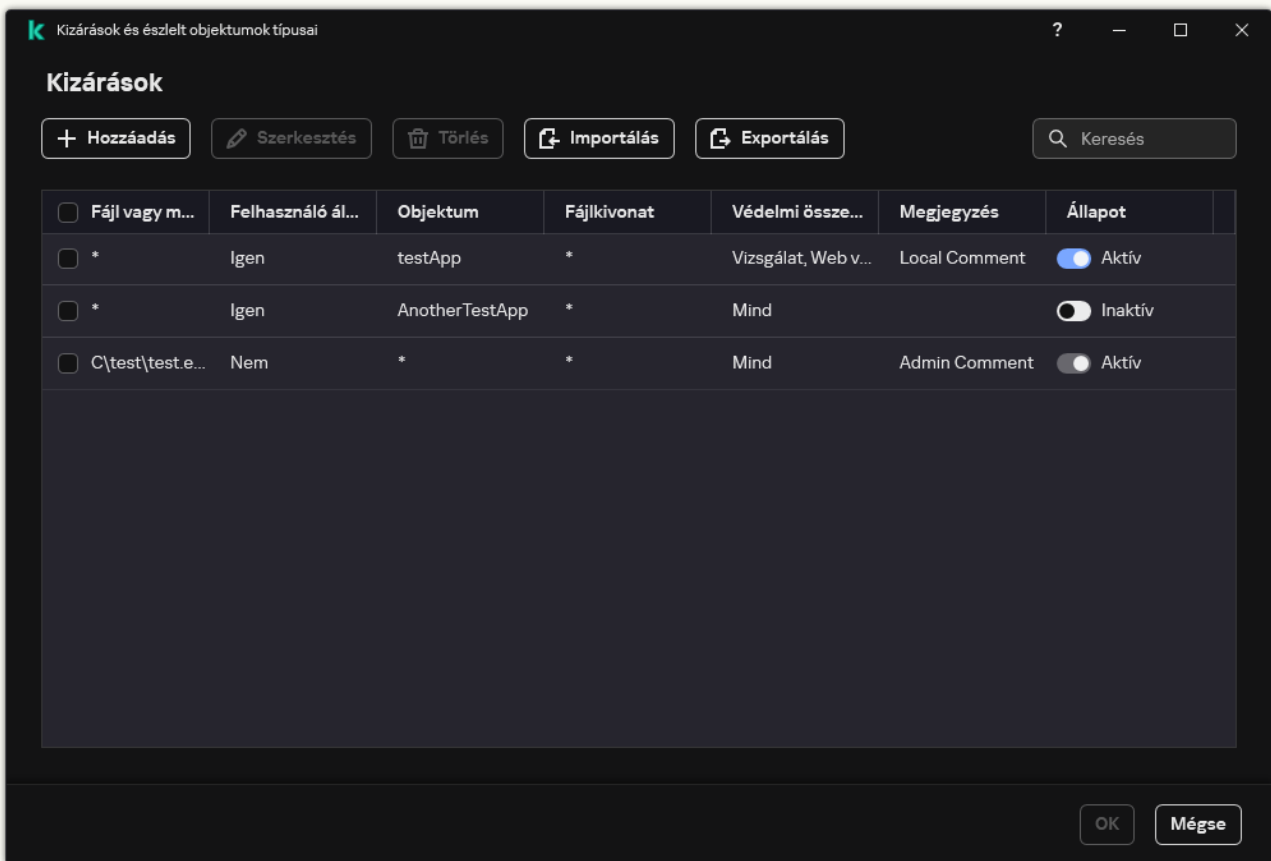 Kizárások és észlelt objektumok típusai ?
Kizárások
Hozzáadás Szerkesztés Törlés Importálás Exportálás Keresés
Fájl vagy m... Felhasználó ál... Objektum Fájlkivonat Védelmi össze... Megjegyzés Állapot
* Igen testApp * Vizsgálat, Web v... Local Comment Aktív
* Igen AnotherTestApp * Mind Inaktív
C\test\test.e... Nem * * Mind Admin Comment Aktív
OK Mégse